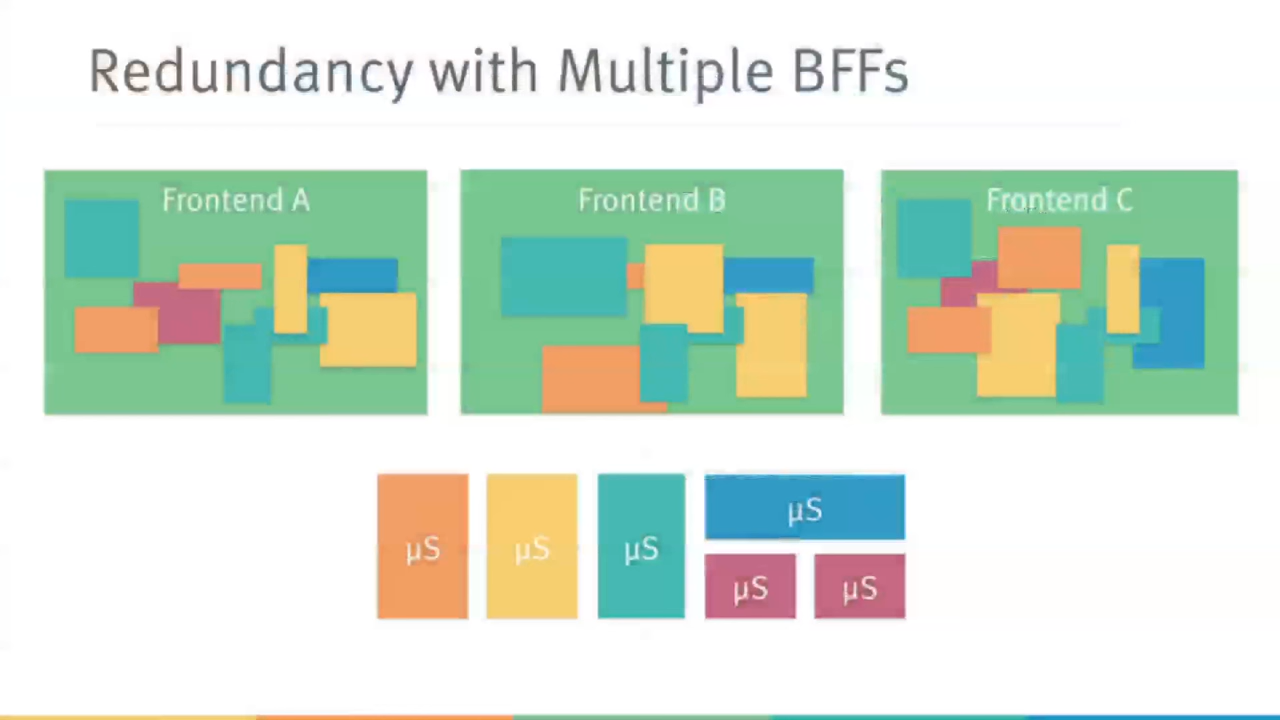 Redundancy with Multiple BFFs
Frontend A
Frontend B
Frontend C
µS
µS
µS
µS
µS
µS